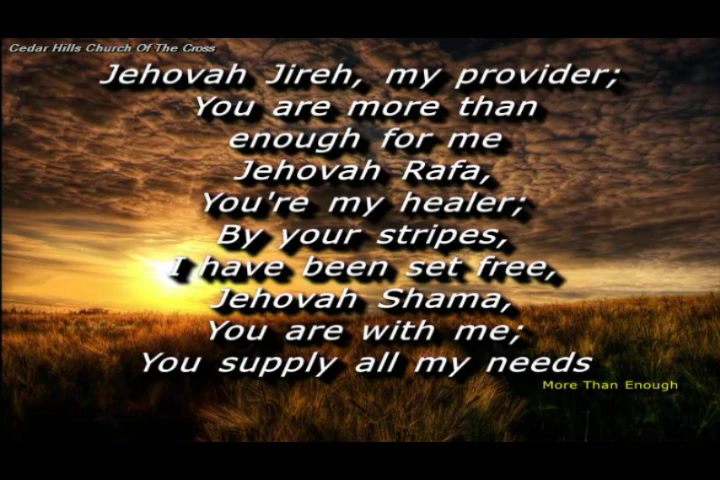 Cedar Hills Church Of The Cross
Jehovah Jireh, my provider;
You are more than
enough for me
Jehovah Rafa,
You're my healer;
By your stripes,
I have been set free,
Jehovah Shama,
You are with me;
You supply all my needs
More Than Enough